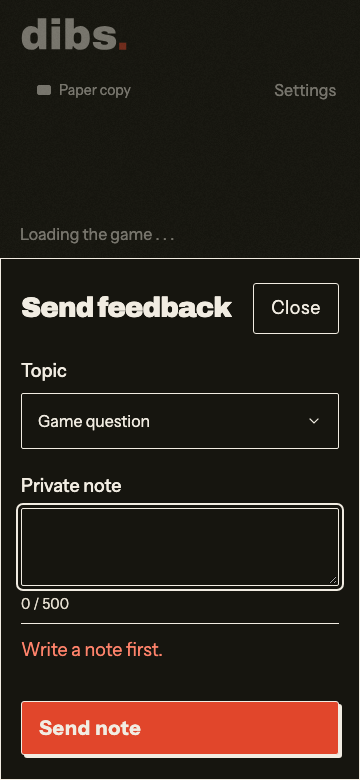 dibs.
Paper copy
Settings
Loading the game . . .
Send feedback
Close
Topic
Game question
Private note
0 / 500
Write a note first.
Send note